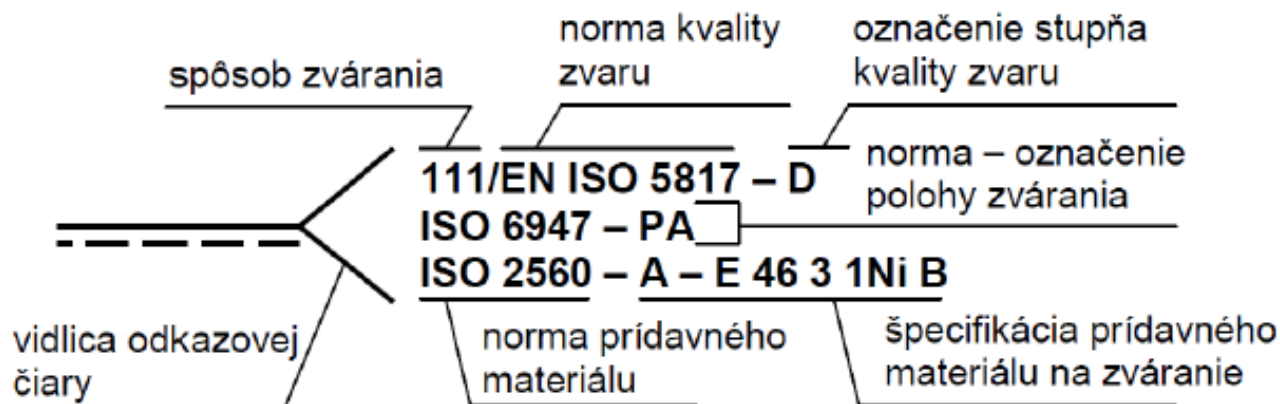 norma kvality
zvaru
označenie stupňa
kvality zvaru
spôsob zvárania
111/EN ISO 5817 – D
norma – označenie
polohy zvárania
ISO 6947 – PA
ISO 2560 – A – E 46 3 1Ni B
vidlica odkazovej
čiary
norma prídavného
materiálu
špecifikácia prídavného
materiálu na zváranie